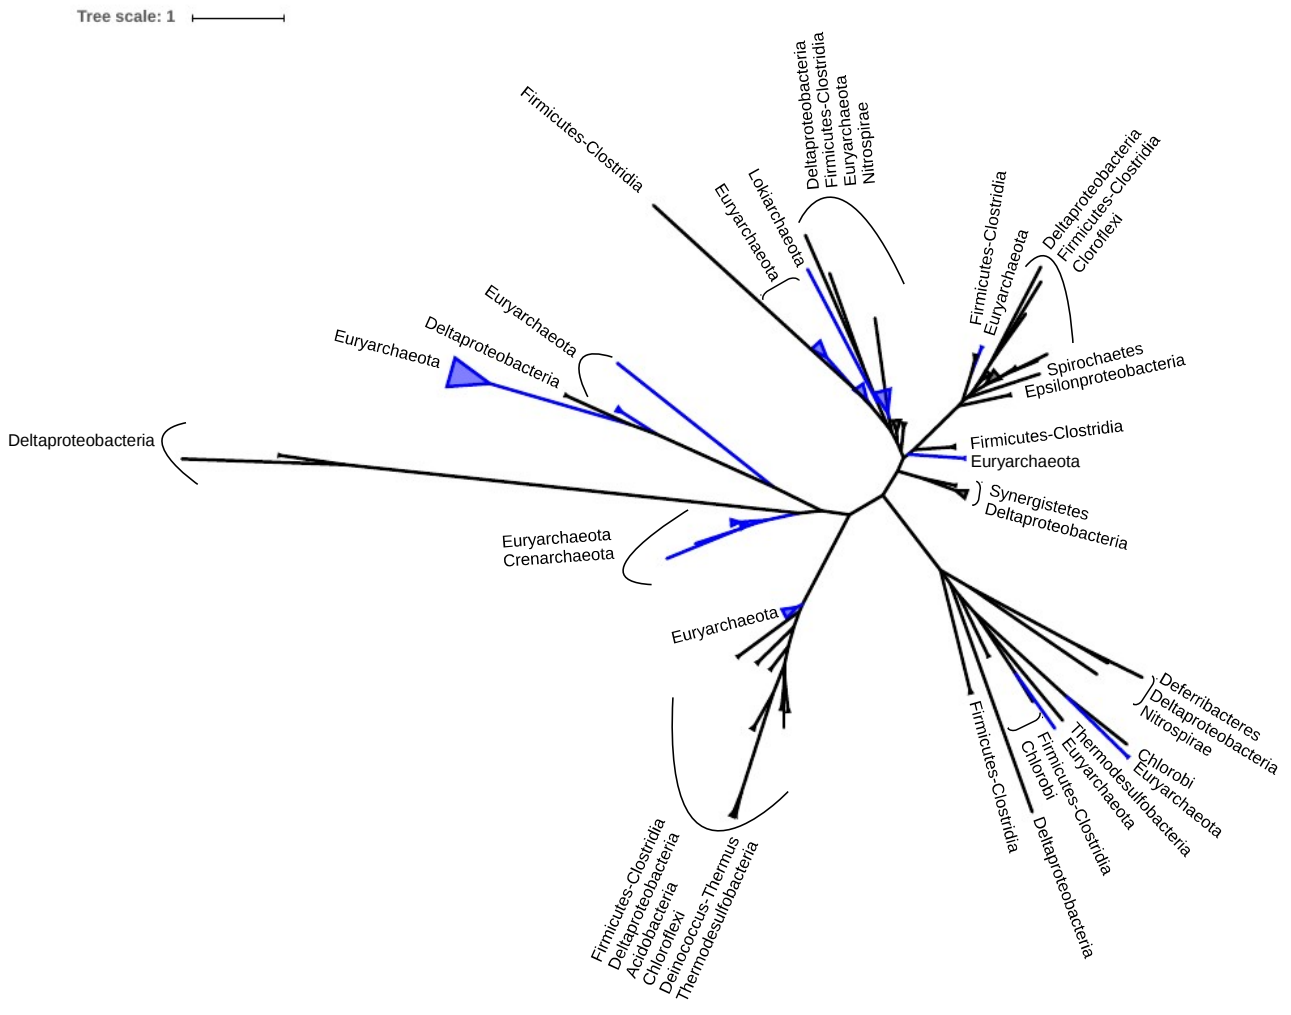 Tree scale: 1
Firmicutes-Clostridia
Lokiarchaeota
Euryarchaeota
Deltaproteobacteria
Firmicutes-Clostridia
Euryarchaeota
Nitrospirae
Firmicutes-Clostridia
Euryarchaeota
Deltaproteobacteria
Firmicutes-Clostridia
Cloroflexi
Spirochaetes
Epsilonproteobacteria
Firmicutes-Clostridia
Euryarchaeota
Synergistetes
Deltaproteobacteria
Euryarchaeota
Deltaproteobacteria
Euryarchaeota
Deltaproteobacteria
Euryarchaeota
Crenarchaeota
Euryarchaeota
Firmicutes-Clostridia
Deltaproteobacteria
Acidobacteria
Chloroflexi
Deinococcus-Thermus
Thermodesulfobacteria
Deferribacteres
Deltaproteobacteria
Nitrospirae
Chlorobi
Euryarchaeota
Thermodesulfobacteria
Euryarchaeota
Firmicutes-Clostridia
Chlorobi
Deltaproteobacteria
Firmicutes-Clostridia